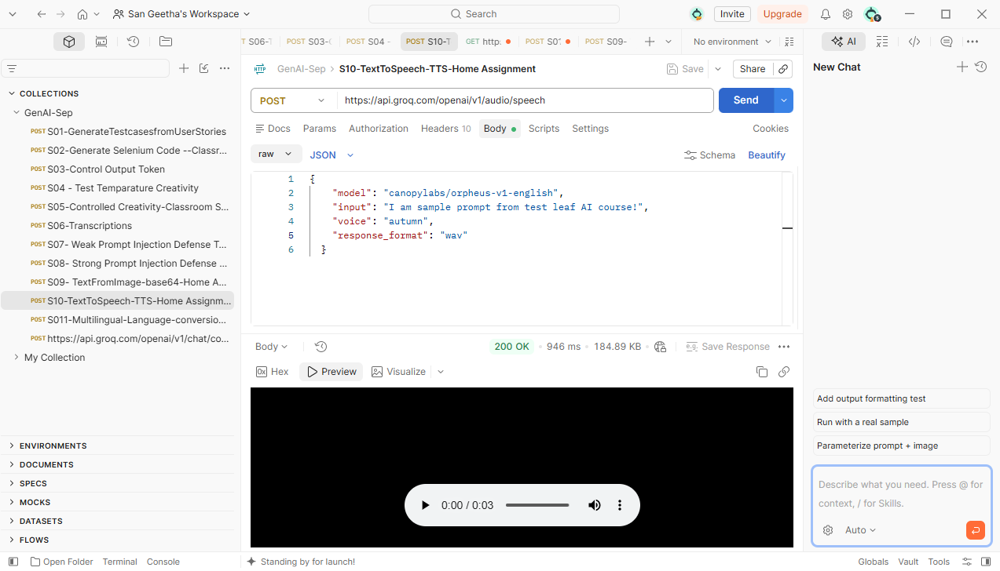 San Geetha's Workspace
Search
Invite
Upgrade
5
T S06-T
POST S03-(
POST S04 -
POST S10-T
GET http:
POST S01
POST S09-
No environment
AI
GenAI-Sep > S10-TextToSpeech-TTS-Home Assignment
Save
Share
New Chat
COLLECTIONS
GenAI-Sep
POST S01-GenerateTestcasesfromUserStories
POST S02-Generate Selenium Code --Classr...
POST S03-Control Output Token
POST S04 - Test Temparature Creativity
POST S05-Controlled Creativity-Classroom S...
POST S06-Transcriptions
POST S07- Weak Prompt Injection Defense T...
POST S08- Strong Prompt Injection Defense ...
POST S09- TextFromImage-base64-Home A...
POST S10-TextToSpeech-TTS-Home Assignm...
POST S011-Multilingual-Language-conversio...
POST https://api.groq.com/openai/v1/chat/co...
My Collection
ENVIRONMENTS
DOCUMENTS
SPECS
MOCKS
DATASETS
FLOWS
HTTP
POST
https://api.groq.com/openai/v1/audio/speech
Send
Docs
Params
Authorization
Headers 10
Body
Scripts
Settings
Cookies
raw
JSON
Schema
Beautify
1 {
2 "model": "canopylabs/orpheus-v1-english",
3 "input": "I am sample prompt from test leaf AI course!",
4 "voice": "autumn",
5 "response_format": "wav"
6 }
Body
200 OK
946 ms
184.89 KB
e.g. Save Response
0x Hex
Preview
Visualize
0:00 / 0:03
Add output formatting test
Run with a real sample
Parameterize prompt + image
Describe what you need. Press @ for
context, / for Skills.
Auto
Open Folder
Terminal
Console
Standing by for launch!
Globals
Vault
Tools